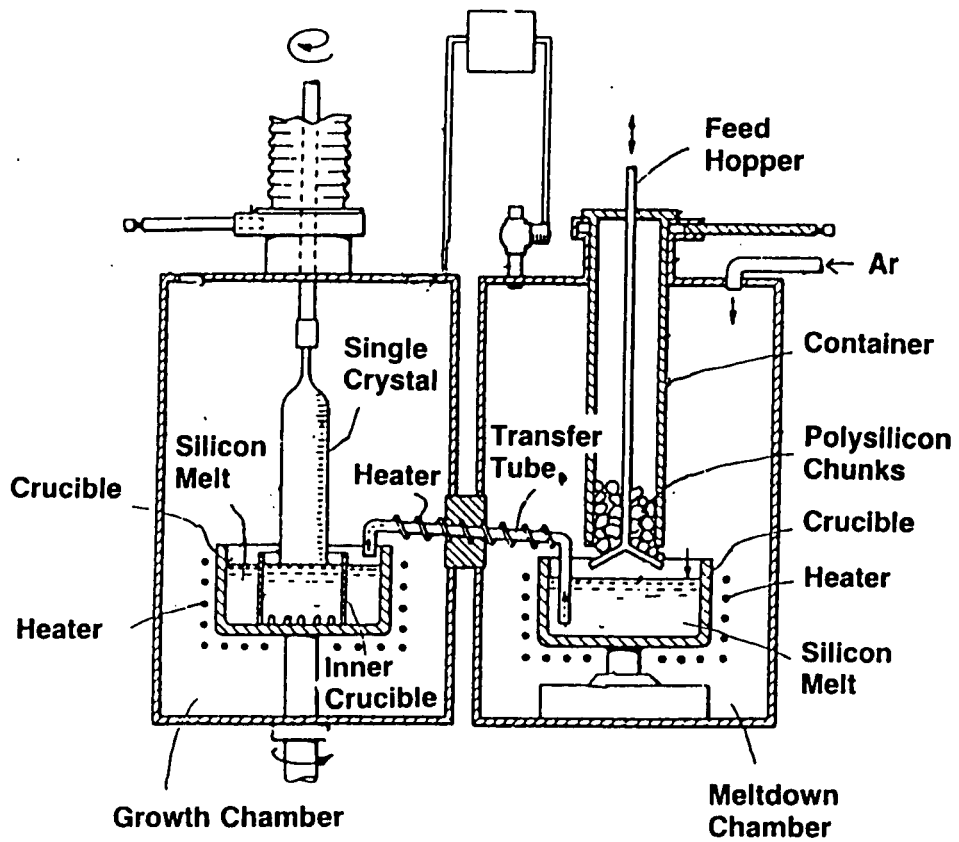 Feed
Hopper
Ar
Container
Single
Crystal
Silicon
Melt
Heater
Transfer
Tube
Polysilicon
Chunks
Crucible
Crucible
Heater
Heater
Inner
Crucible
Silicon
Melt
Growth Chamber
Meltdown
Chamber